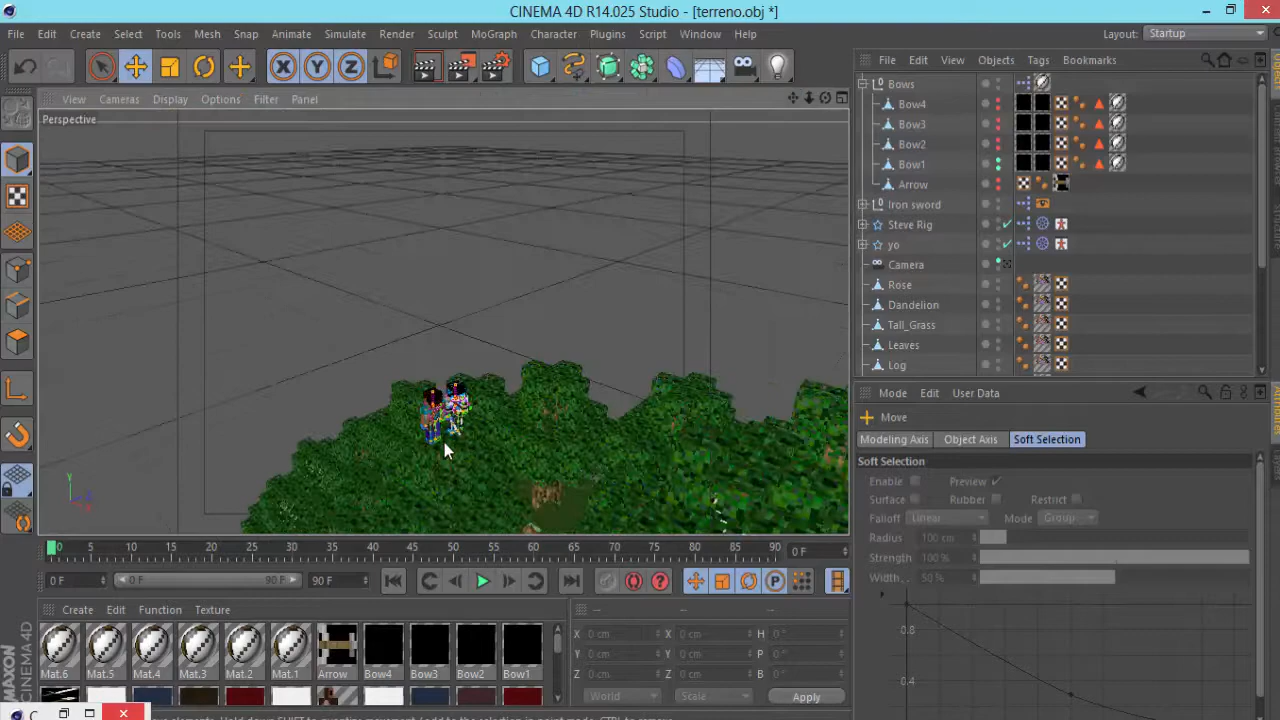 CINEMA 4D R14.025 Studio - [terreno.obj *]
File Edit Create Select Tools Mesh Snap Animate Simulate Render Sculpt MoGraph Character Plugins Script Window Help
Layout: Startup
File Edit View Objects Tags Bookmarks
View Cameras Display Options Filter Panel
Perspective
Bows
Bow4
Bow3
Bow2
Bow1
Arrow
Iron sword
Steve Rig
yo
Camera
Rose
Dandelion
Tall_Grass
Leaves
Log
Mode Edit User Data
Move
Modeling Axis Object Axis Soft Selection
Soft Selection
Enable Preview
Surface Rubber Restrict
Falloff Linear Mode Group
Radius 100 cm
Strength 100 %
Width.. 50 %
0.8
0.4
Y
0 5 10 15 20 25 30 35 40 45 50 55 60 65 70 75 80 85 90 0 F
0 F 0 F 90 F 90 F
Create Edit Function Texture
-- -- --
Mat.6 Mat.5 Mat.4 Mat.3 Mat.2 Mat.1 Arrow Bow4 Bow3 Bow2 Bow1
X 0 cm X 0 cm H 0 °
Y 0 cm Y 0 cm P 0 °
Z 0 cm Z 0 cm B 0 °
World Scale Apply
MAXON
CINEMA 4D